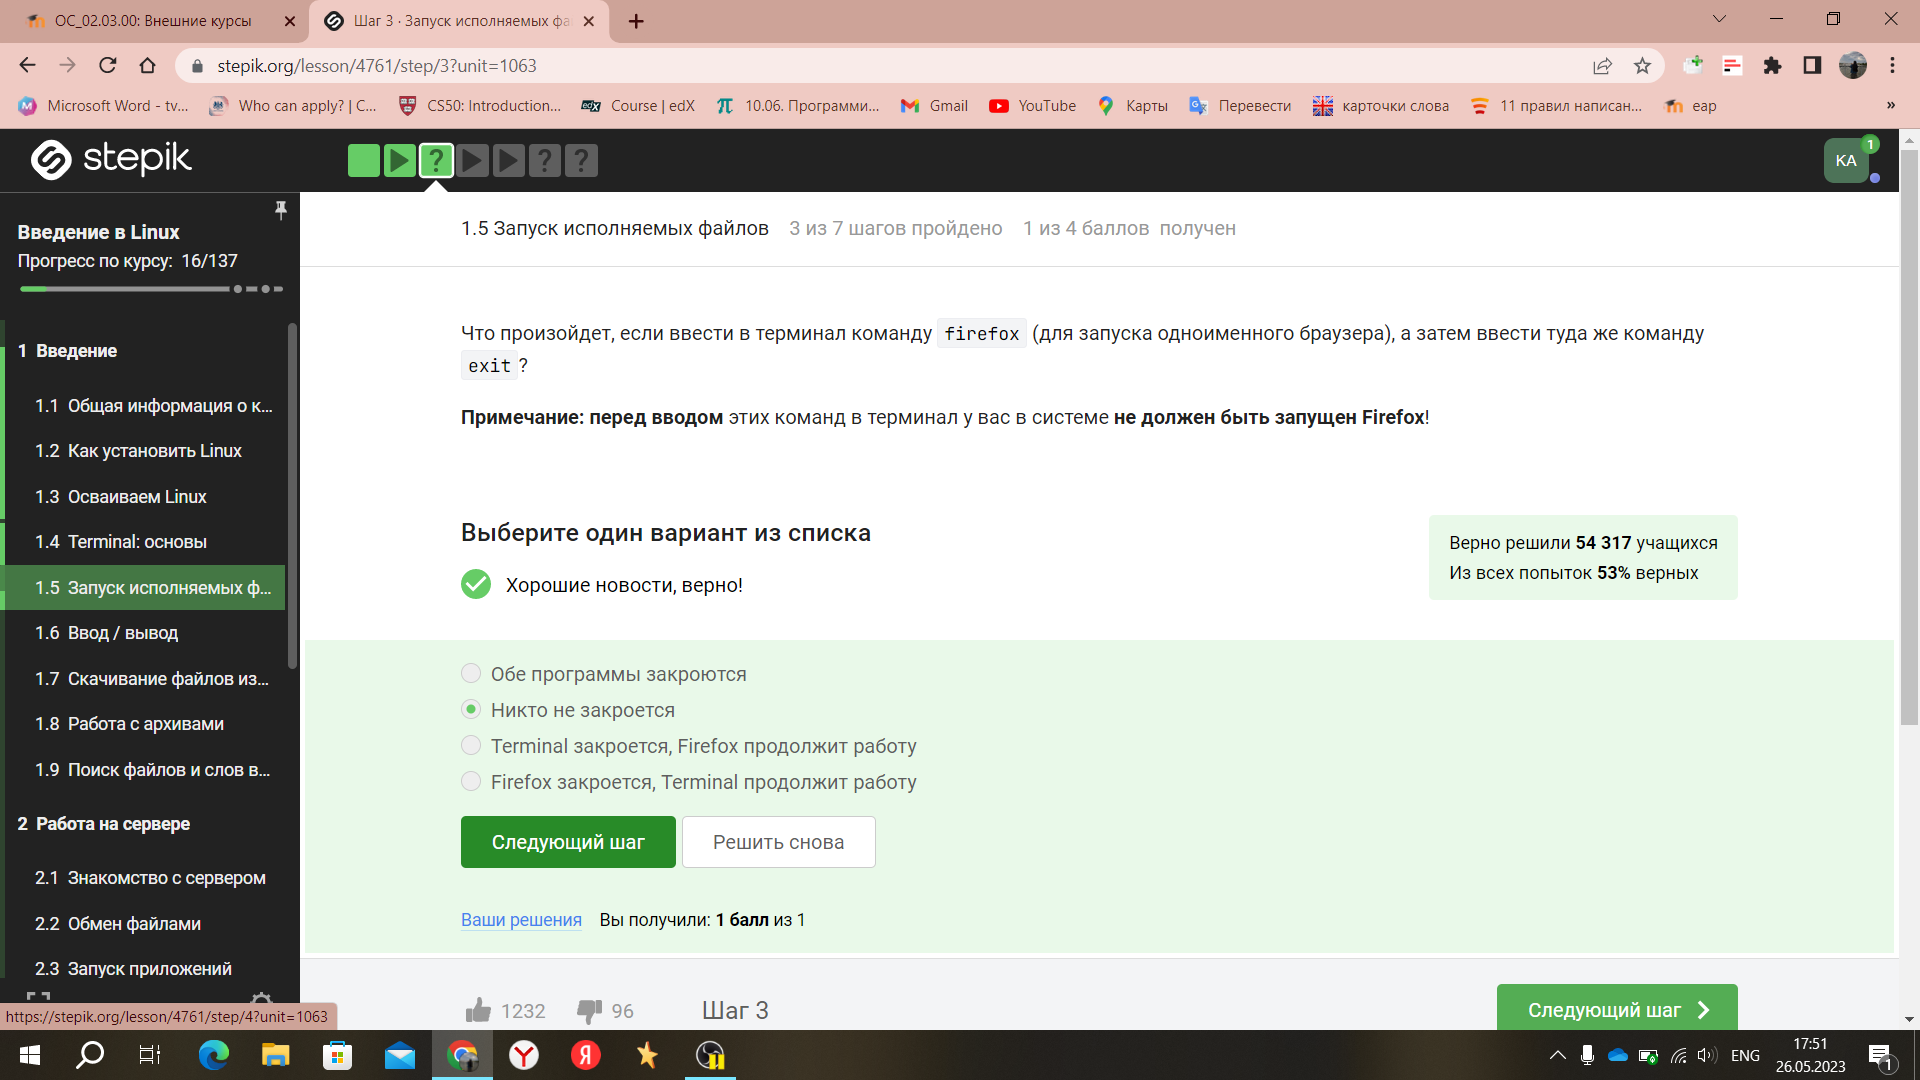 ОС_02.03.00: Внешние курсы
Шаг 3 · Запуск исполняемых фа
stepik.org/lesson/4761/step/3?unit=1063
Microsoft Word - tv...
Who can apply? | C...
CS50: Introduction...
edX
Course | edX
10.06. Программи...
Gmail
YouTube
Карты
Перевести
карточки слова
11 правил написан...
eap
»
stepik
?
?
?
KA
1
Введение в Linux
Прогресс по курсу: 16/137
1 Введение
1.1 Общая информация о к...
1.2 Как установить Linux
1.3 Осваиваем Linux
1.4 Terminal: основы
1.5 Запуск исполняемых ф...
1.6 Ввод / вывод
1.7 Скачивание файлов из...
1.8 Работа с архивами
1.9 Поиск файлов и слов в...
2 Работа на сервере
2.1 Знакомство с сервером
2.2 Обмен файлами
2.3 Запуск приложений
https://stepik.org/lesson/4761/step/4?unit=1063
1.5 Запуск исполняемых файлов 3 из 7 шагов пройдено 1 из 4 баллов получен
Что произойдет, если ввести в терминал команду firefox (для запуска одноименного браузера), а затем ввести туда же команду
exit ?
Примечание: перед вводом этих команд в терминал у вас в системе не должен быть запущен Firefox!
Выберите один вариант из списка
Хорошие новости, верно!
Верно решили 54 317 учащихся
Из всех попыток 53% верных
Обе программы закроются
Никто не закроется
Terminal закроется, Firefox продолжит работу
Firefox закроется, Terminal продолжит работу
Следующий шаг
Решить снова
Ваши решения Вы получили: 1 балл из 1
1232
96
Шаг 3
Следующий шаг
ENG
17:51
26.05.2023
1